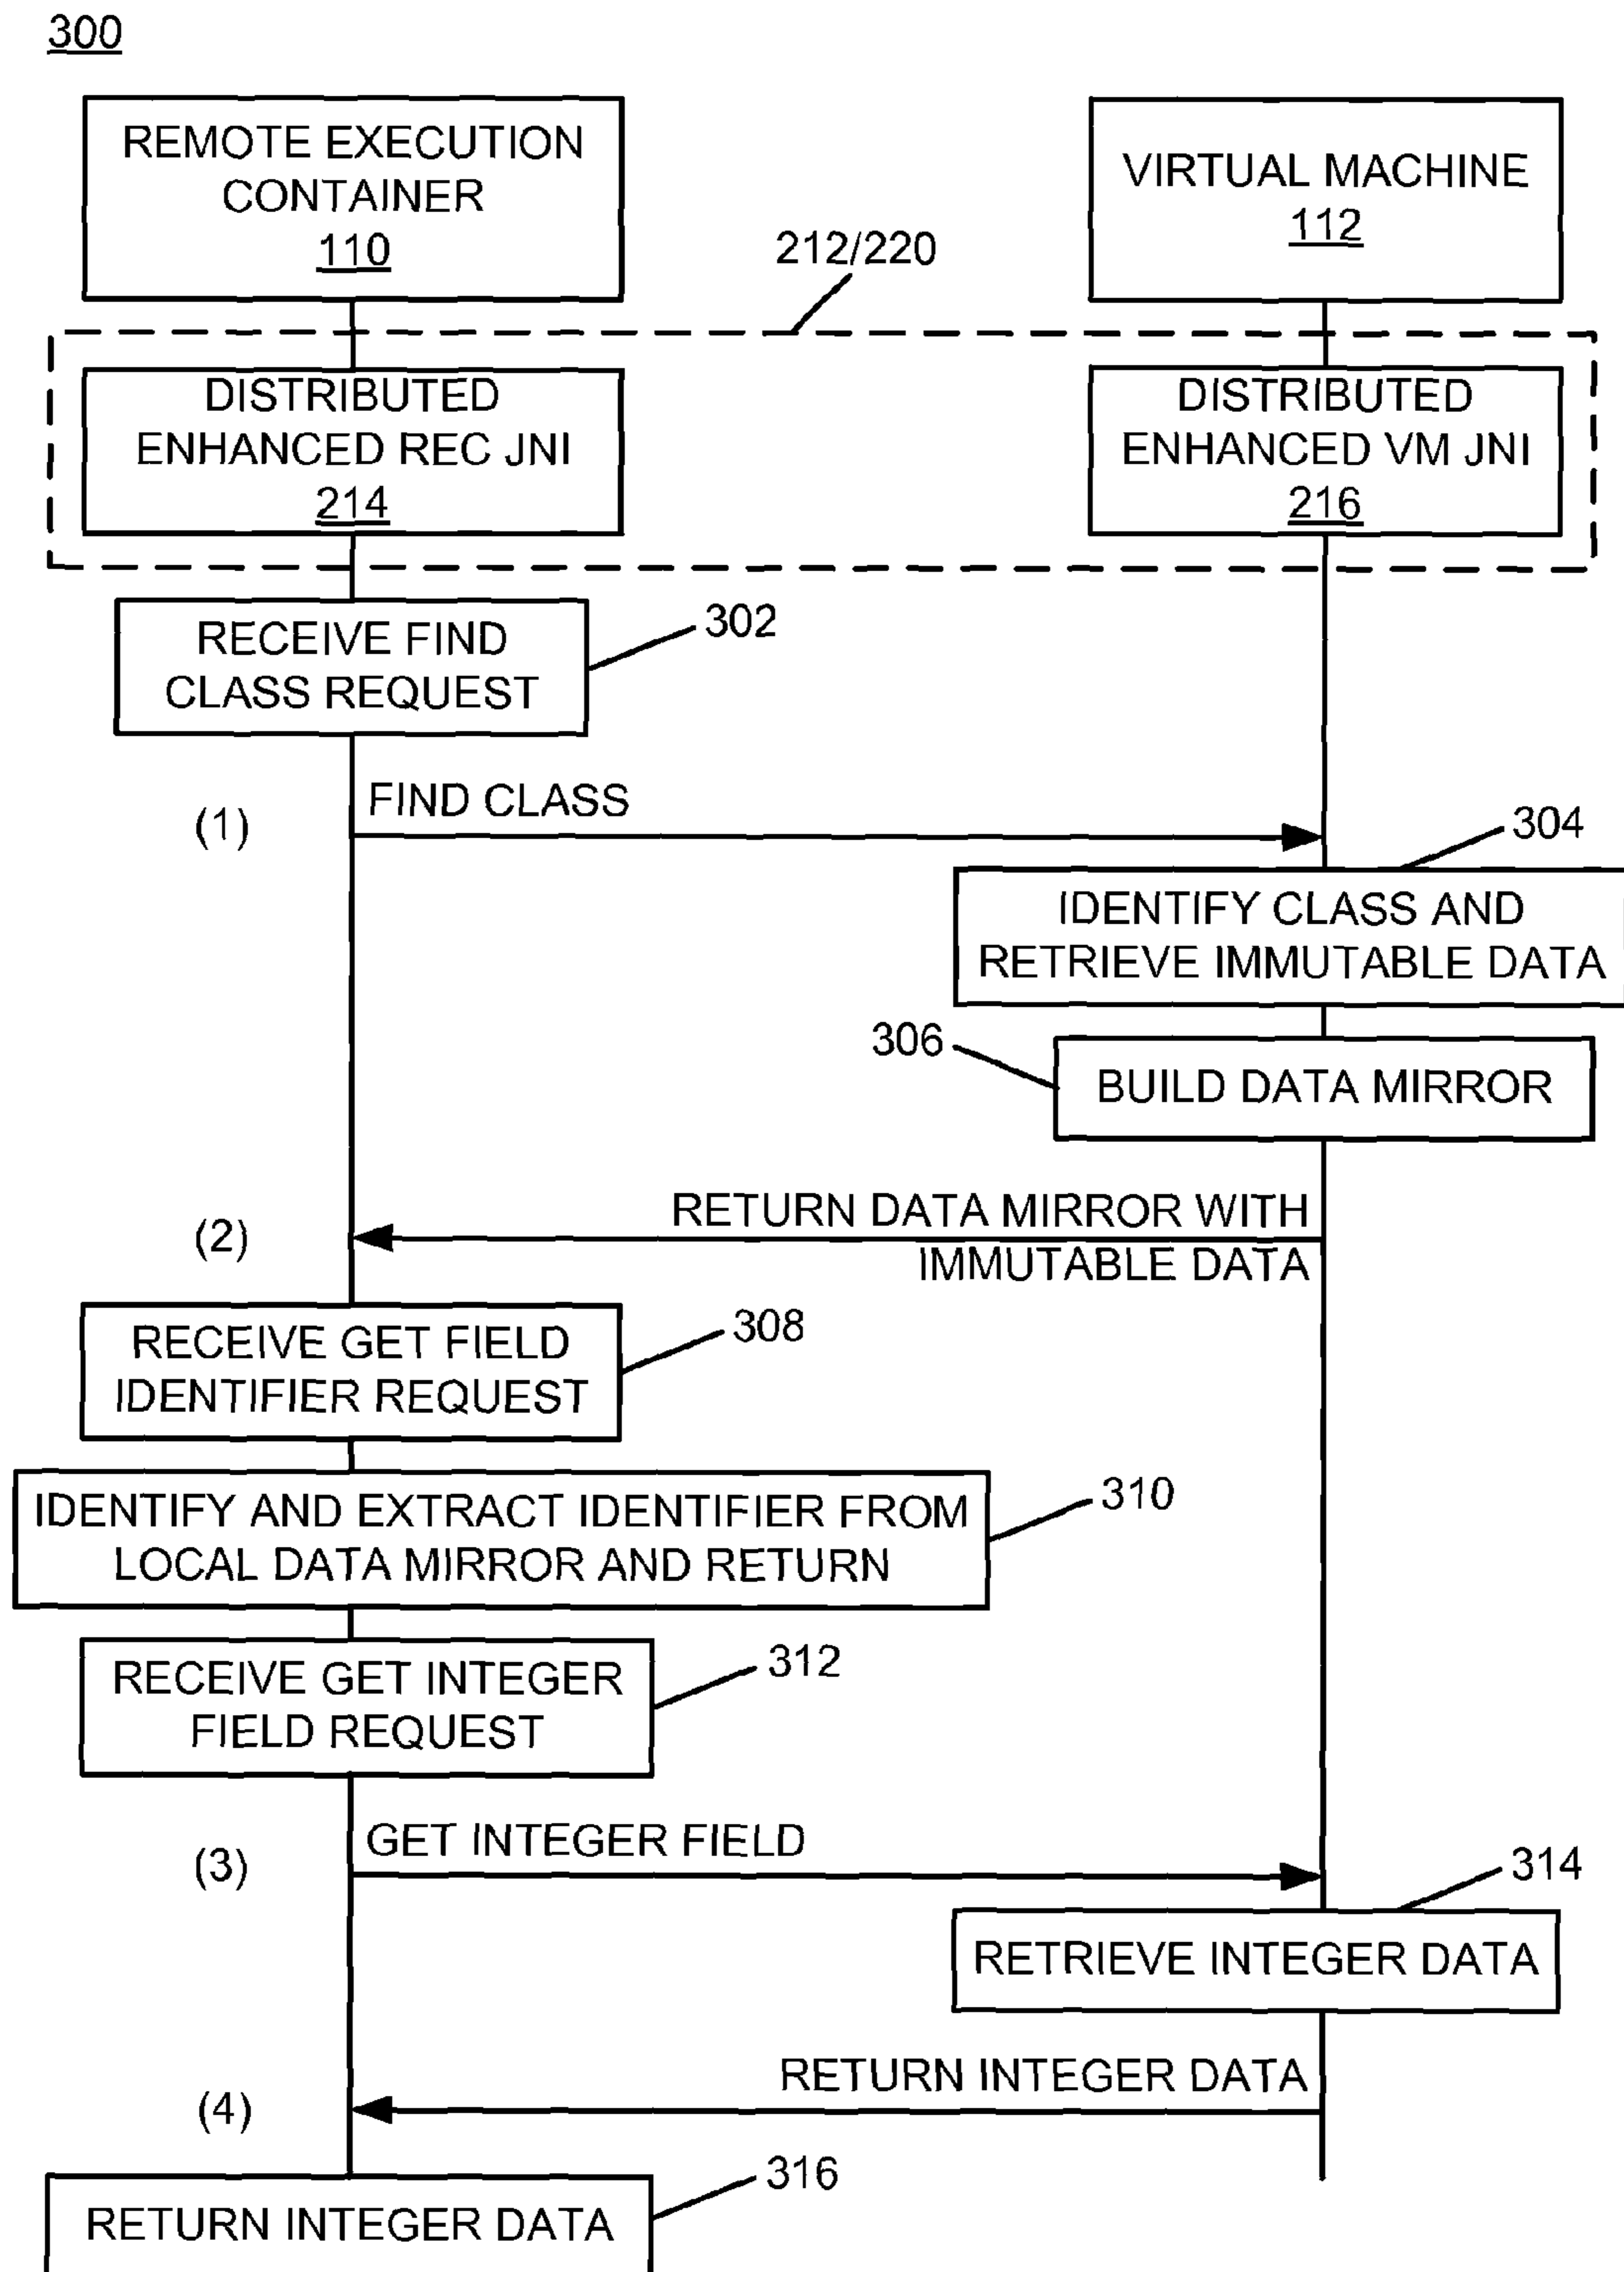 300
REMOTE EXECUTION
CONTAINER
110
VIRTUAL MACHINE
112
212/220
DISTRIBUTED
ENHANCED REC JNI
214
DISTRIBUTED
ENHANCED VM JNI
216
RECEIVE FIND
CLASS REQUEST
302
(1)
FIND CLASS
304
IDENTIFY CLASS AND
RETRIEVE IMMUTABLE DATA
306
BUILD DATA MIRROR
(2)
RETURN DATA MIRROR WITH
IMMUTABLE DATA
RECEIVE GET FIELD
IDENTIFIER REQUEST
308
IDENTIFY AND EXTRACT IDENTIFIER FROM
LOCAL DATA MIRROR AND RETURN
310
RECEIVE GET INTEGER
FIELD REQUEST
312
(3)
GET INTEGER FIELD
314
RETRIEVE INTEGER DATA
(4)
RETURN INTEGER DATA
316
RETURN INTEGER DATA